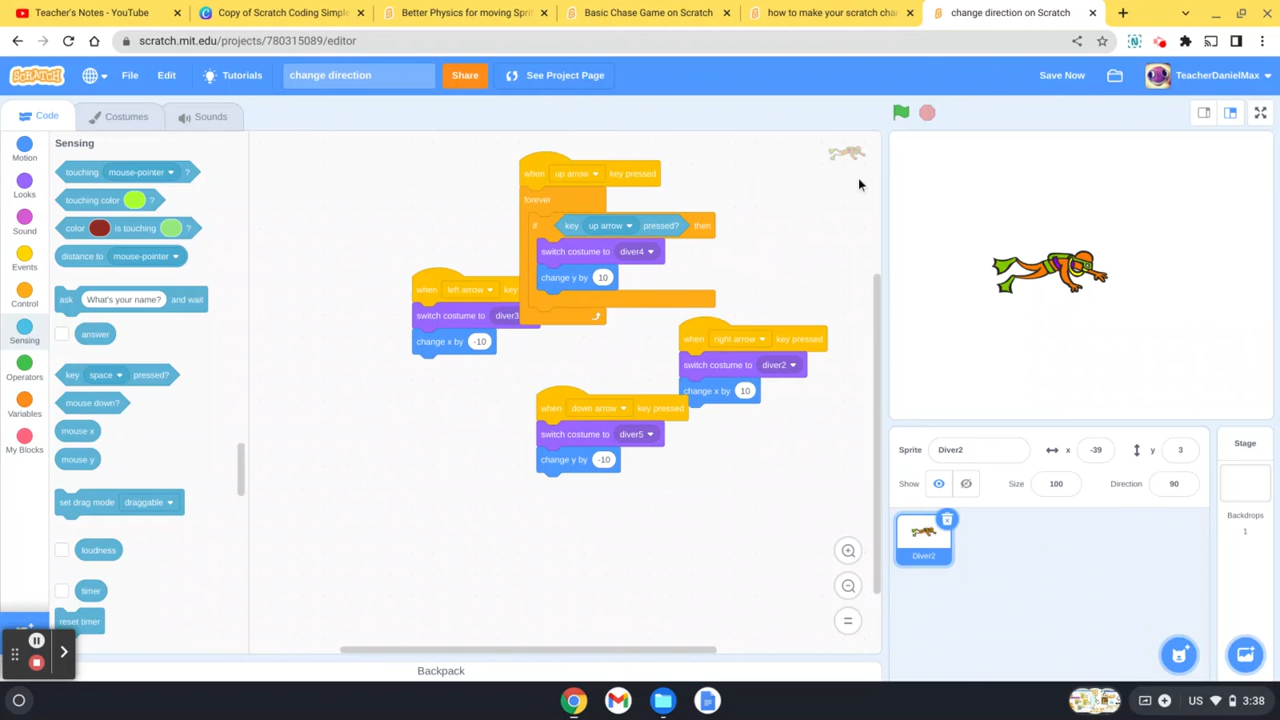 Teacher's Notes - YouTube
Copy of Scratch Coding Simple
Better Physics for moving Sprit
Basic Chase Game on Scratch
how to make your scratch cha
change direction on Scratch
scratch.mit.edu/projects/780315089/editor
SCRATCH
File
Edit
Tutorials
change direction
Share
See Project Page
Save Now
TeacherDanielMax
Code
Costumes
Sounds
Motion
Looks
Sound
Events
Control
Sensing
Operators
Variables
My Blocks
Sensing
touching mouse-pointer ?
touching color ?
color is touching ?
distance to mouse-pointer
ask What's your name? and wait
answer
key space pressed?
mouse down?
mouse x
mouse y
set drag mode draggable
loudness
timer
reset timer
when up arrow key pressed
forever
if key up arrow pressed? then
switch costume to diver4
change y by 10
when left arrow key
switch costume to diver3
change x by -10
when right arrow key pressed
switch costume to diver2
change x by 10
when down arrow key pressed
switch costume to diver5
change y by -10
Backpack
Sprite Diver2 x -39 y 3
Show Size 100 Direction 90
Diver2
Stage
Backdrops
1
US 3:38